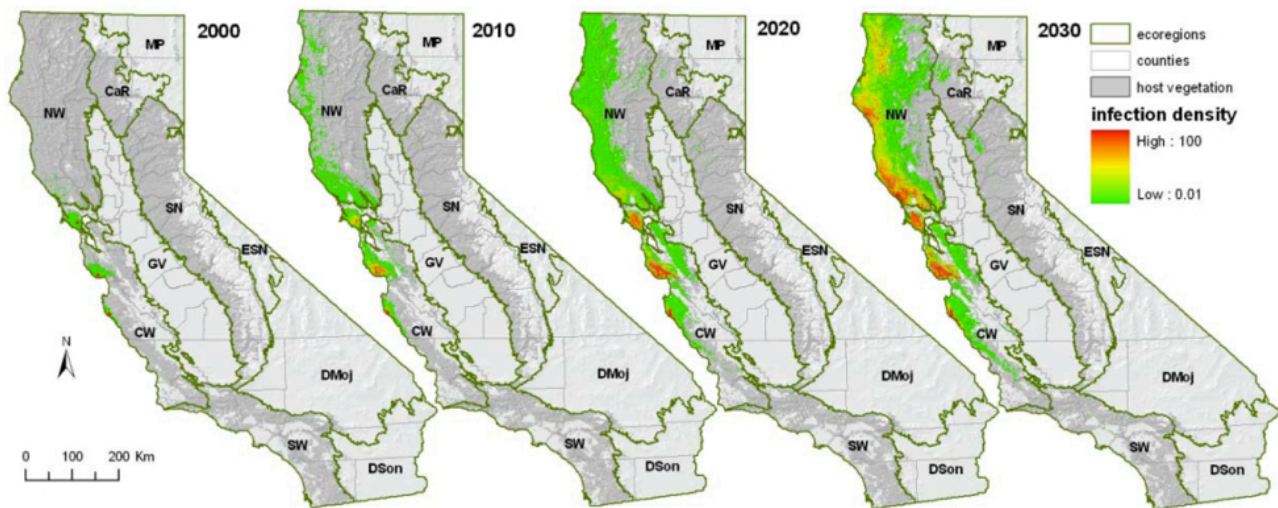 2000
2010
2020
2030
MP
CaR
NW
SN
ESN
GV
CW
DMoj
SW
DSon
MP
CaR
NW
SN
ESN
GV
CW
DMoj
SW
DSon
MP
CaR
NW
SN
ESN
GV
CW
DMoj
SW
DSon
MP
CaR
NW
SN
GV
CW
DMoj
SW
DSon
ecoregions
counties
host vegetation
infection density
High : 100
Low : 0.01
N
0 100 200 Km